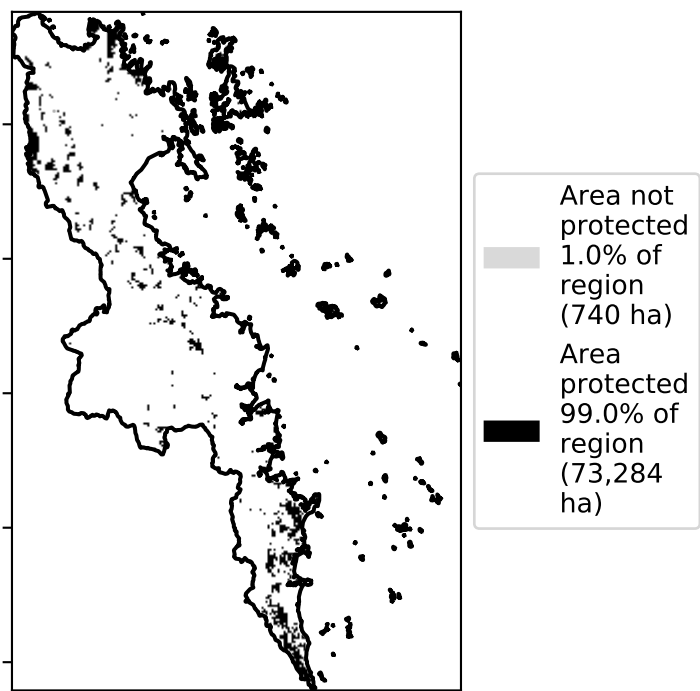 Area not
protected
1.0% of
region
(740 ha)
Area
protected
99.0% of
region
(73,284
ha)